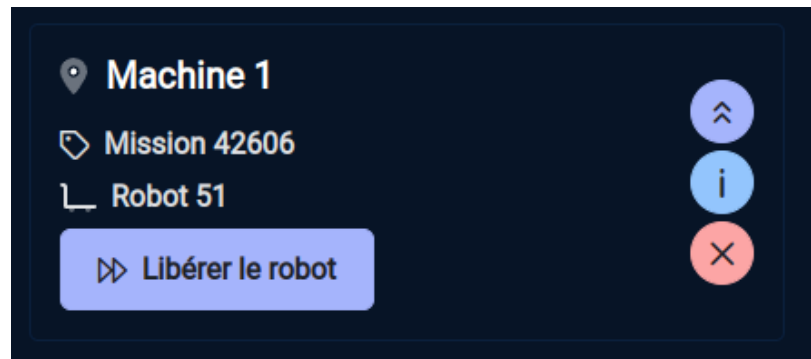 Machine 1
Mission 42606
Robot 51
Libérer le robot
i